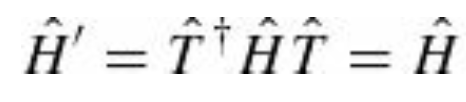 Ĥ′ = T̂†ĤT̂ = Ĥ